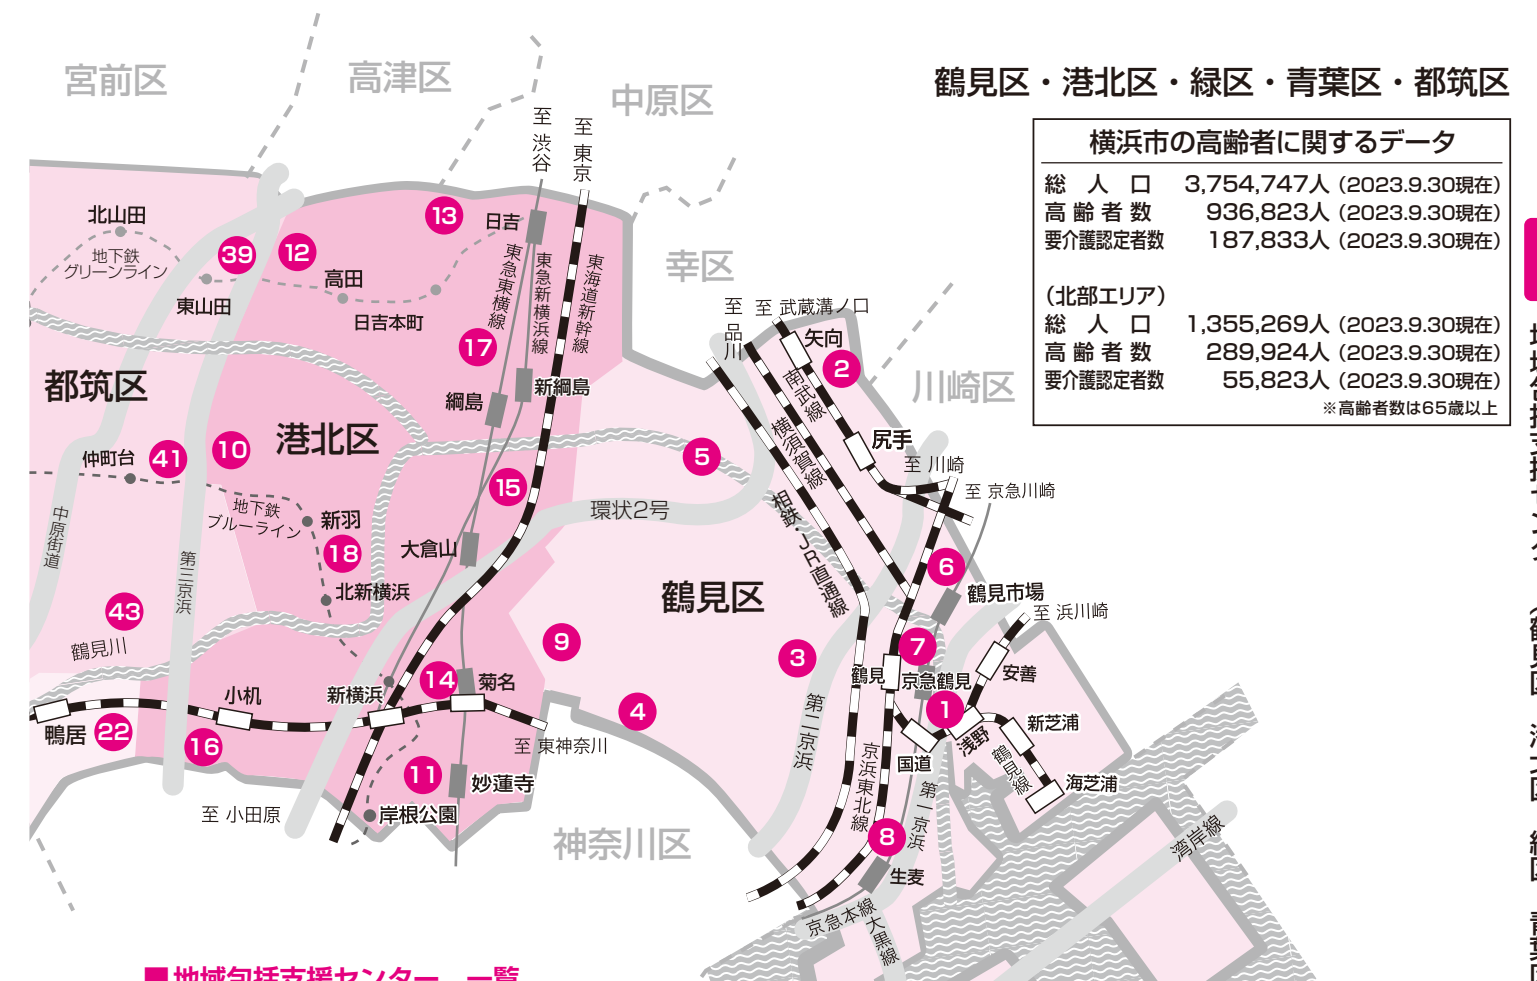 鶴見区・港北区・緑区・青葉区・都筑区
横浜市の高齢者に関するデータ
総人口 3,754,747人（2023.9.30現在）
高齢者数 936,823人（2023.9.30現在）
要介護認定者数 187,833人（2023.9.30現在）
（北部エリア）
総人口 1,355,269人（2023.9.30現在）
高齢者数 289,924人（2023.9.30現在）
要介護認定者数 55,823人（2023.9.30現在）
※高齢者数は65歳以上
宮前区
高津区
中原区
幸区
川崎区
神奈川区
都筑区
港北区
鶴見区
至 渋谷
至 東京
北山田
地下鉄
グリーンライン
東山田
39
12
13
高田
日吉本町
日吉
東急東横線
東急新横浜線
東海道新幹線
17
綱島
新綱島
至 品川
至 武蔵溝ノ口
矢向
2
南武線
横須賀線
尻手
至 川崎
至 京急川崎
5
相鉄・JR直通線
仲町台
41
10
15
環状2号
中原街道
地下鉄
ブルーライン
新羽
18
大倉山
第三京浜
北新横浜
43
鶴見川
6
鶴見市場
至 浜川崎
9
3
7
鶴見
京急鶴見
安善
1
新横浜
14
菊名
小机
鴨居
22
16
4
至 東神奈川
第二京浜
国道
浅野
新芝浦
鶴見線
海芝浦
11
妙蓮寺
至 小田原
岸根公園
京浜東北線
第一京浜
8
生麦
湾岸線
京急本線
大黒線
■地域包括支援センター 一覧